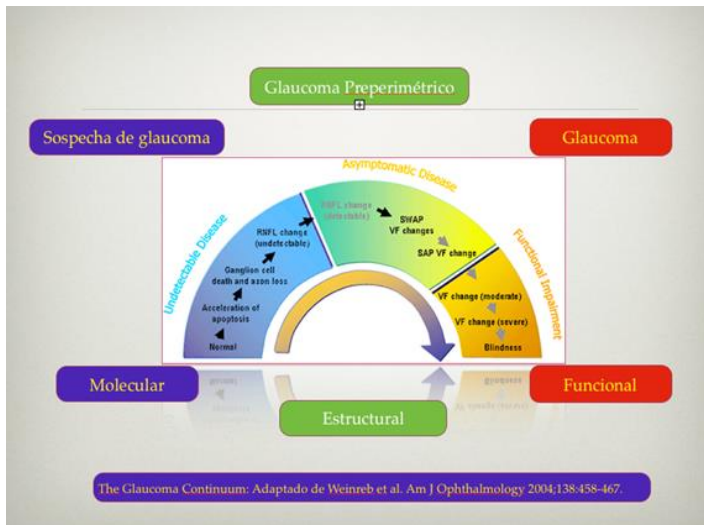 Glaucoma Preperimétrico
Sospecha de glaucoma
Glaucoma
Asymptomatic Disease
Undetectable Disease
Functional Impairment
RNFL change
(detectable)
SWAP
VF changes
SAP VF change
RNFL change
(undetectable)
Ganglion cell
death and axon loss
Acceleration of
apoptosis
Normal
VF change (moderate)
VF change (severe)
Blindness
Molecular
Funcional
Estructural
The Glaucoma Continuum: Adaptado de Weinreb et al. Am J Ophthalmology 2004;138:458-467.